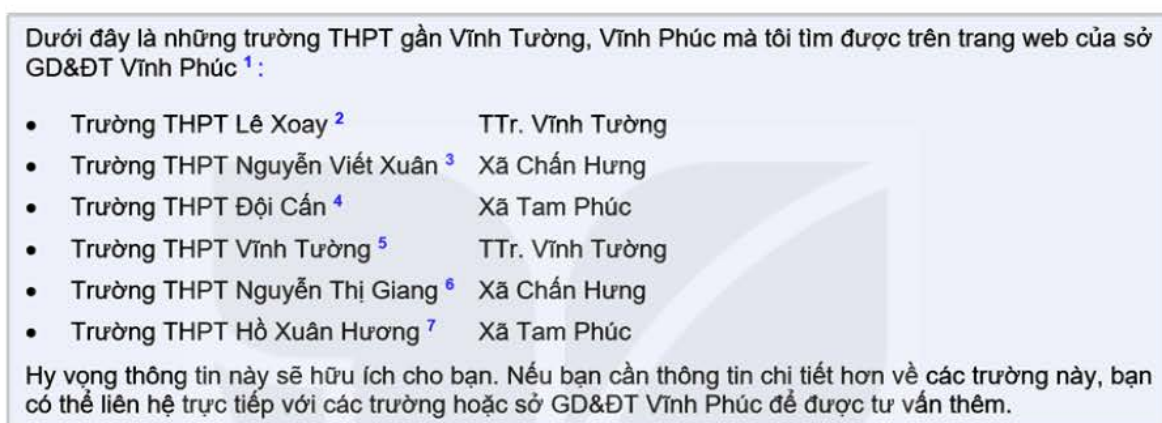 Dưới đây là những trường THPT gần Vĩnh Tường, Vĩnh Phúc mà tôi tìm được trên trang web của sở
GD&ĐT Vĩnh Phúc 1 :
• Trường THPT Lê Xoay 2 TTr. Vĩnh Tường
• Trường THPT Nguyễn Viết Xuân 3 Xã Chấn Hưng
• Trường THPT Đội Cấn 4 Xã Tam Phúc
• Trường THPT Vĩnh Tường 5 TTr. Vĩnh Tường
• Trường THPT Nguyễn Thị Giang 6 Xã Chấn Hưng
• Trường THPT Hồ Xuân Hương 7 Xã Tam Phúc
Hy vọng thông tin này sẽ hữu ích cho bạn. Nếu bạn cần thông tin chi tiết hơn về các trường này, bạn
có thể liên hệ trực tiếp với các trường hoặc sở GD&ĐT Vĩnh Phúc để được tư vấn thêm.